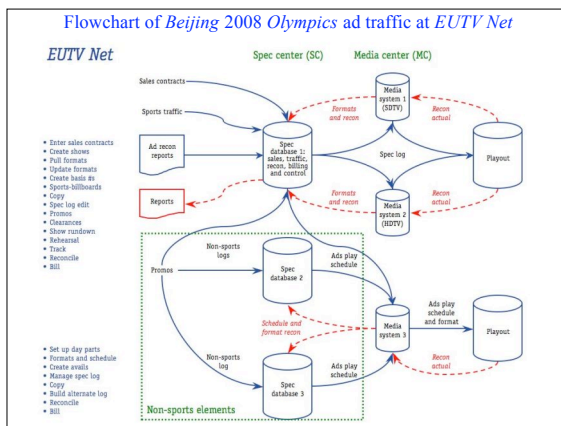 Flowchart of Beijing 2008 Olympics ad traffic at EUTV Net
EUTV Net
Spec center (SC)
Media center (MC)
Sales contracts
Sports traffic
Ad recon
reports
Reports
Spec
database 1:
sales, traffic,
recon, billing
and control
Formats
and recon
Media
system 1
(SDTV)
Recon
actual
Spec log
Playout
Formats
and recon
Media
system 2
(HDTV)
Recon
actual
• Enter sales contracts
• Create shows
• Pull formats
• Update formats
• Create basis #s
• Sports-billboards
• Copy
• Spec log edit
• Promos
• Clearances
• Show rundown
• Rehearsal
• Track
• Reconcile
• Bill
Promos
Non-sports
logs
Spec
database 2
Ads play
schedule
Schedule and
format recon
Media
system 3
Ads play
schedule
and format
Playout
Recon
actual
Non-sports
log
Spec
database 3
Ads play
schedule
Non-sports elements
• Set up day parts
• Formats and schedule
• Create avails
• Manage spec log
• Copy
• Build alternate log
• Reconcile
• Bill